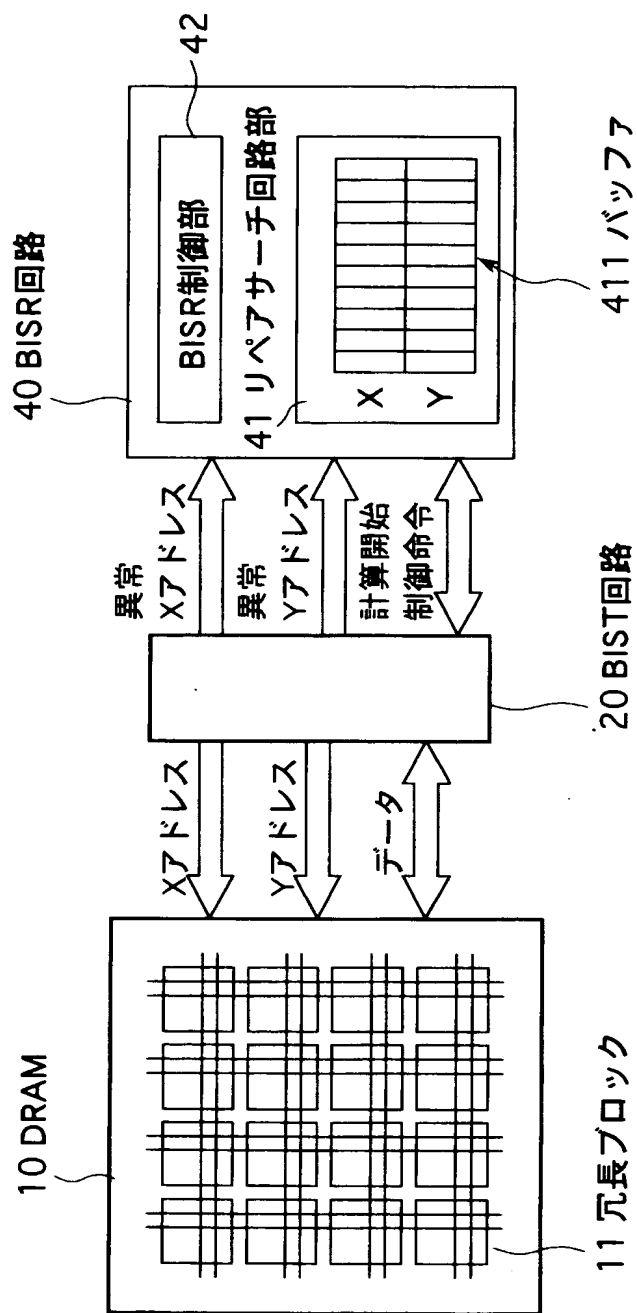 10 DRAM
11 冗長ブロック
Xアドレス
Yアドレス
データ
20 BIST回路
異常
Xアドレス
異常
Yアドレス
計算開始
制御命令
40 BISR回路
BISR制御部
42
41 リペアサーチ回路部
X
Y
411 バッファ